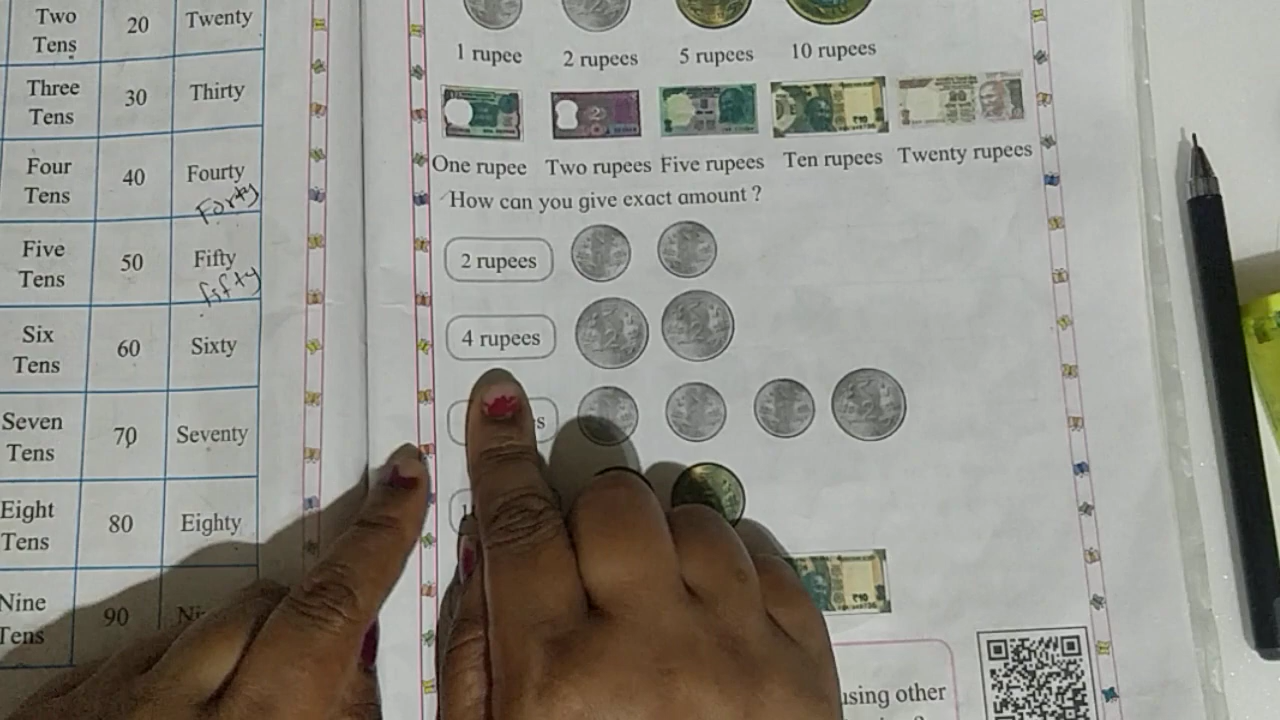 Two Tens 20 Twenty
Three Tens 30 Thirty
Four Tens 40 Fourty
Forty
Five Tens 50 Fifty
fifty
Six Tens 60 Sixty
Seven Tens 70 Seventy
Eight Tens 80 Eighty
Nine Tens 90
1 rupee 2 rupees 5 rupees 10 rupees
One rupee Two rupees Five rupees Ten rupees Twenty rupees
How can you give exact amount ?
2 rupees
4 rupees
using other